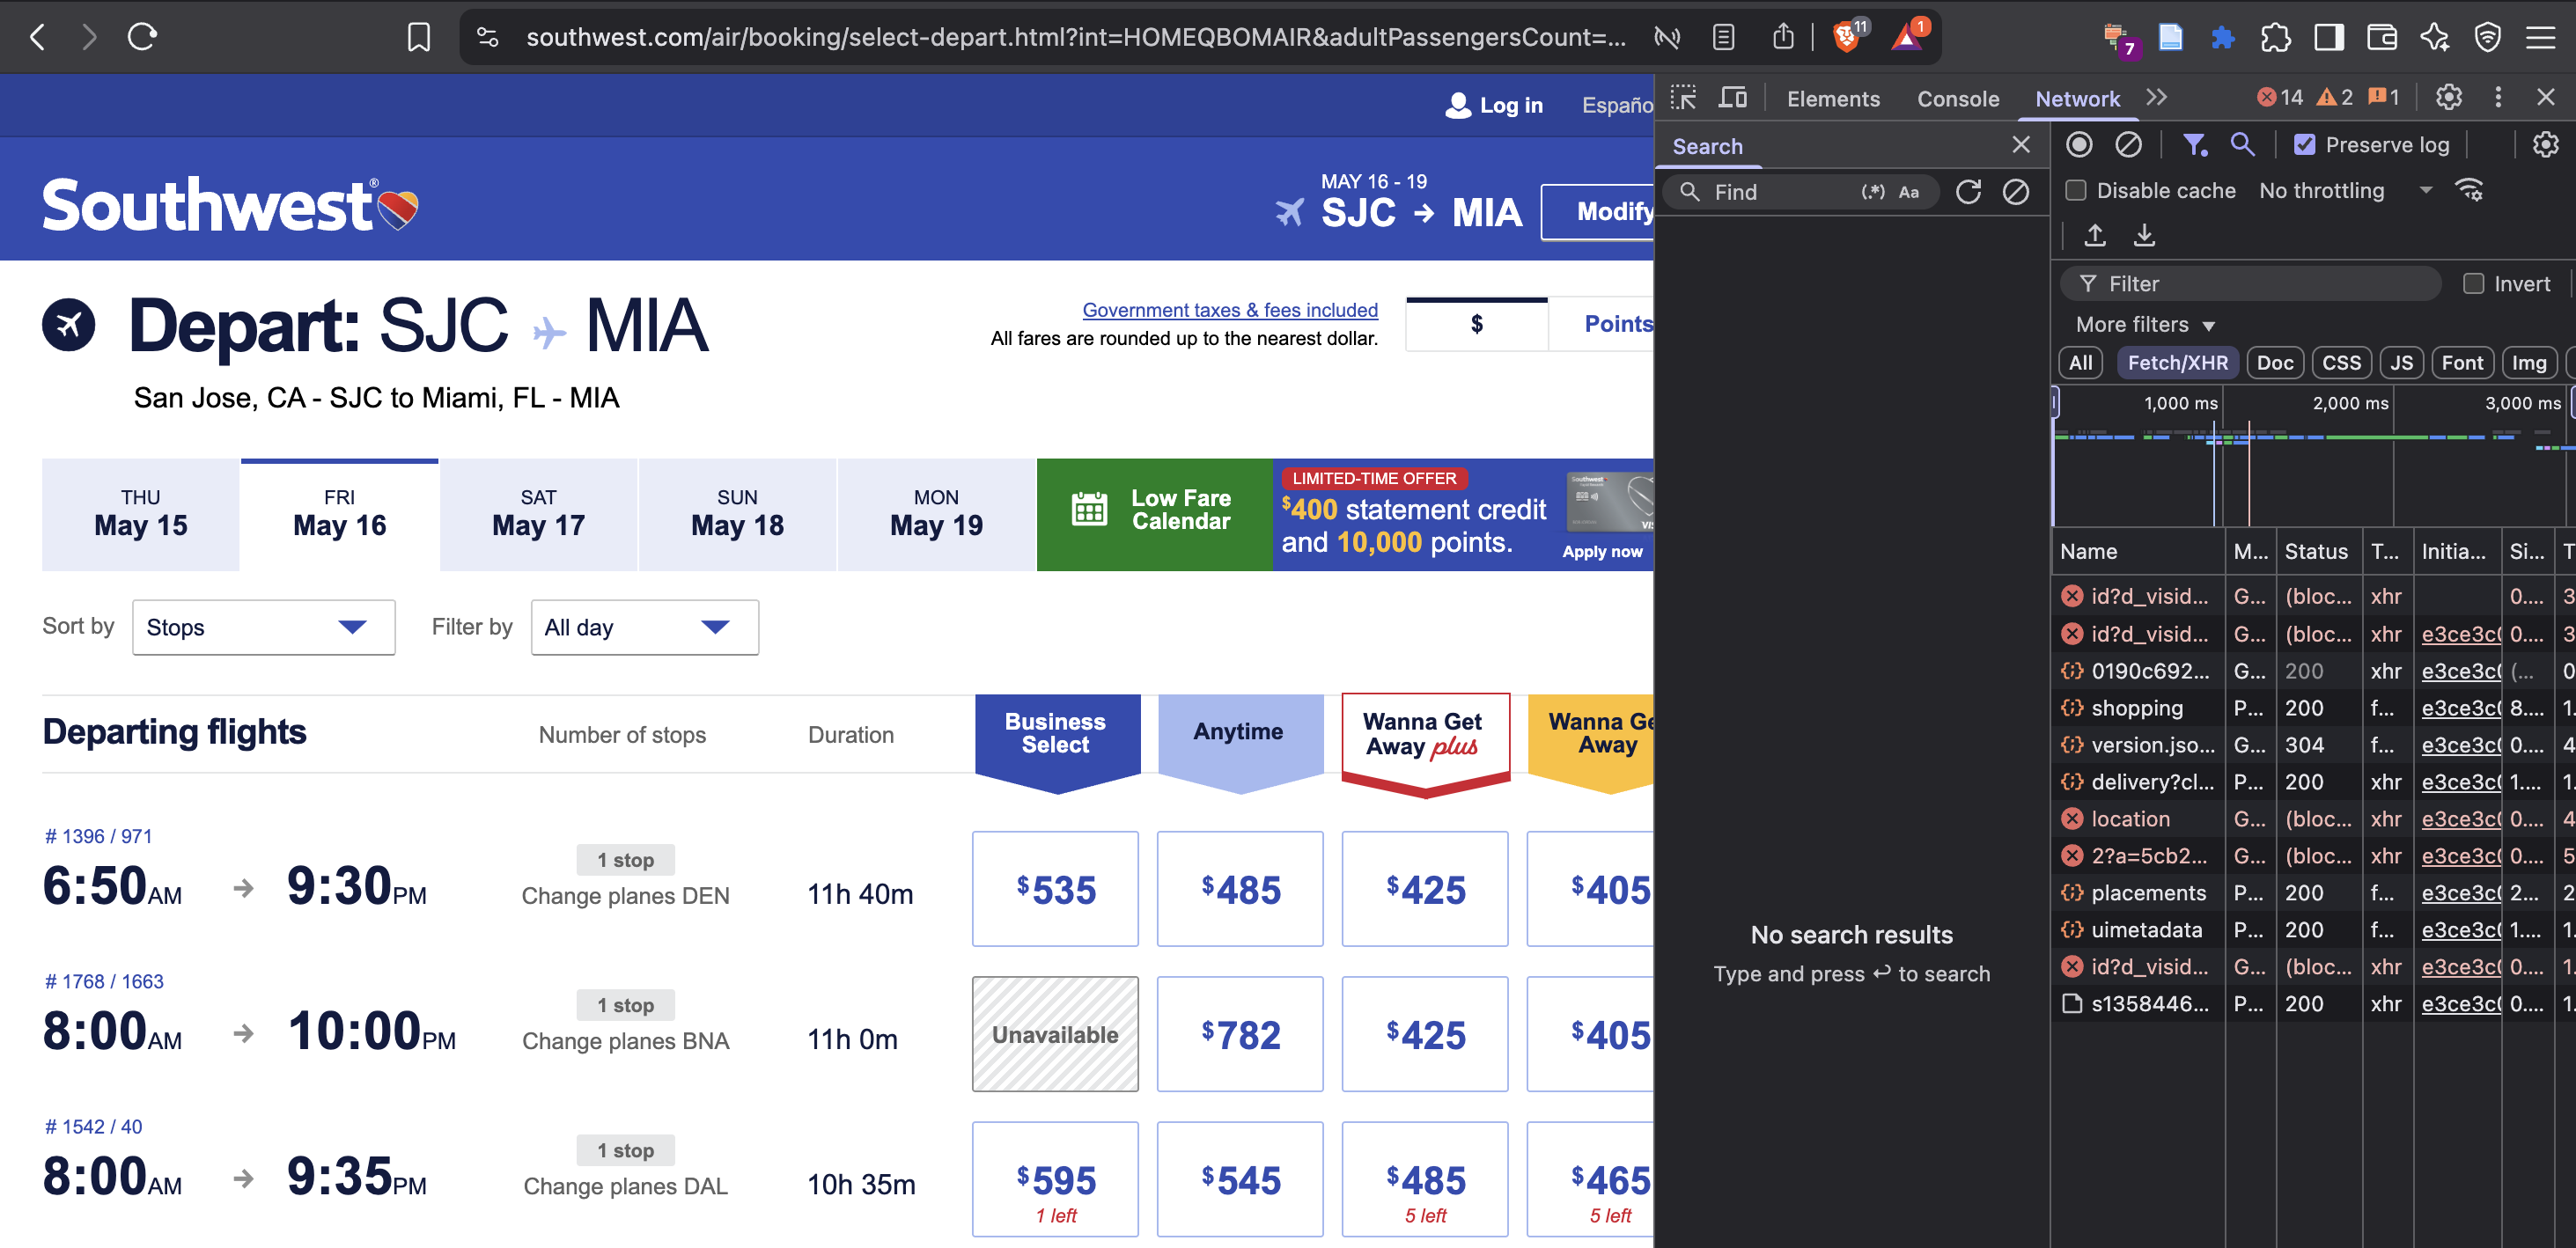 southwest.com/air/booking/select-depart.html?int=HOMEQBOMAIR&adultPassengersCount=...
11
1
7
Log in
Españo
Southwest®
MAY 16 - 19
SJC → MIA
Modify
Depart: SJC MIA
San Jose, CA - SJC to Miami, FL - MIA
Government taxes & fees included
All fares are rounded up to the nearest dollar.
$
Points
THU
May 15
FRI
May 16
SAT
May 17
SUN
May 18
MON
May 19
Low Fare
Calendar
LIMITED-TIME OFFER
$400 statement credit
and 10,000 points.
Apply now
Sort by
Stops
Filter by
All day
Departing flights
Number of stops
Duration
Business
Select
Anytime
Wanna Get
Away plus
Wanna Ge
Away
# 1396 / 971
6:50AM → 9:30PM
1 stop
Change planes DEN
11h 40m
$535
$485
$425
$405
# 1768 / 1663
8:00AM → 10:00PM
1 stop
Change planes BNA
11h 0m
Unavailable
$782
$425
$405
# 1542 / 40
8:00AM → 9:35PM
1 stop
Change planes DAL
10h 35m
$595
1 left
$545
$485
5 left
$465
5 left
Elements
Console
Network
14
2
1
Search
Find
(.*)
Aa
No search results
Type and press ↩ to search
Preserve log
Disable cache
No throttling
Filter
Invert
More filters
All
Fetch/XHR
Doc
CSS
JS
Font
Img
1,000 ms
2,000 ms
3,000 ms
Name M... Status T... Initia... Si... T
id?d_visid... G... (bloc... xhr 0.... 3
id?d_visid... G... (bloc... xhr e3ce3c 0.... 3
0190c692... G... 200 xhr e3ce3c (... 0
shopping P... 200 f... e3ce3c 8.... 1.
version.jso... G... 304 f... e3ce3c 0.... 4
delivery?cl... P... 200 xhr e3ce3c 1.... 1.
location G... (bloc... xhr e3ce3c 0.... 4
2?a=5cb2... G... (bloc... xhr e3ce3c 0.... 5
placements P... 200 f... e3ce3c 2... 2
uimetadata P... 200 f... e3ce3c 1.... 1.
id?d_visid... G... (bloc... xhr e3ce3c 0.... 1.
s1358446... P... 200 xhr e3ce3c 0.... 1.